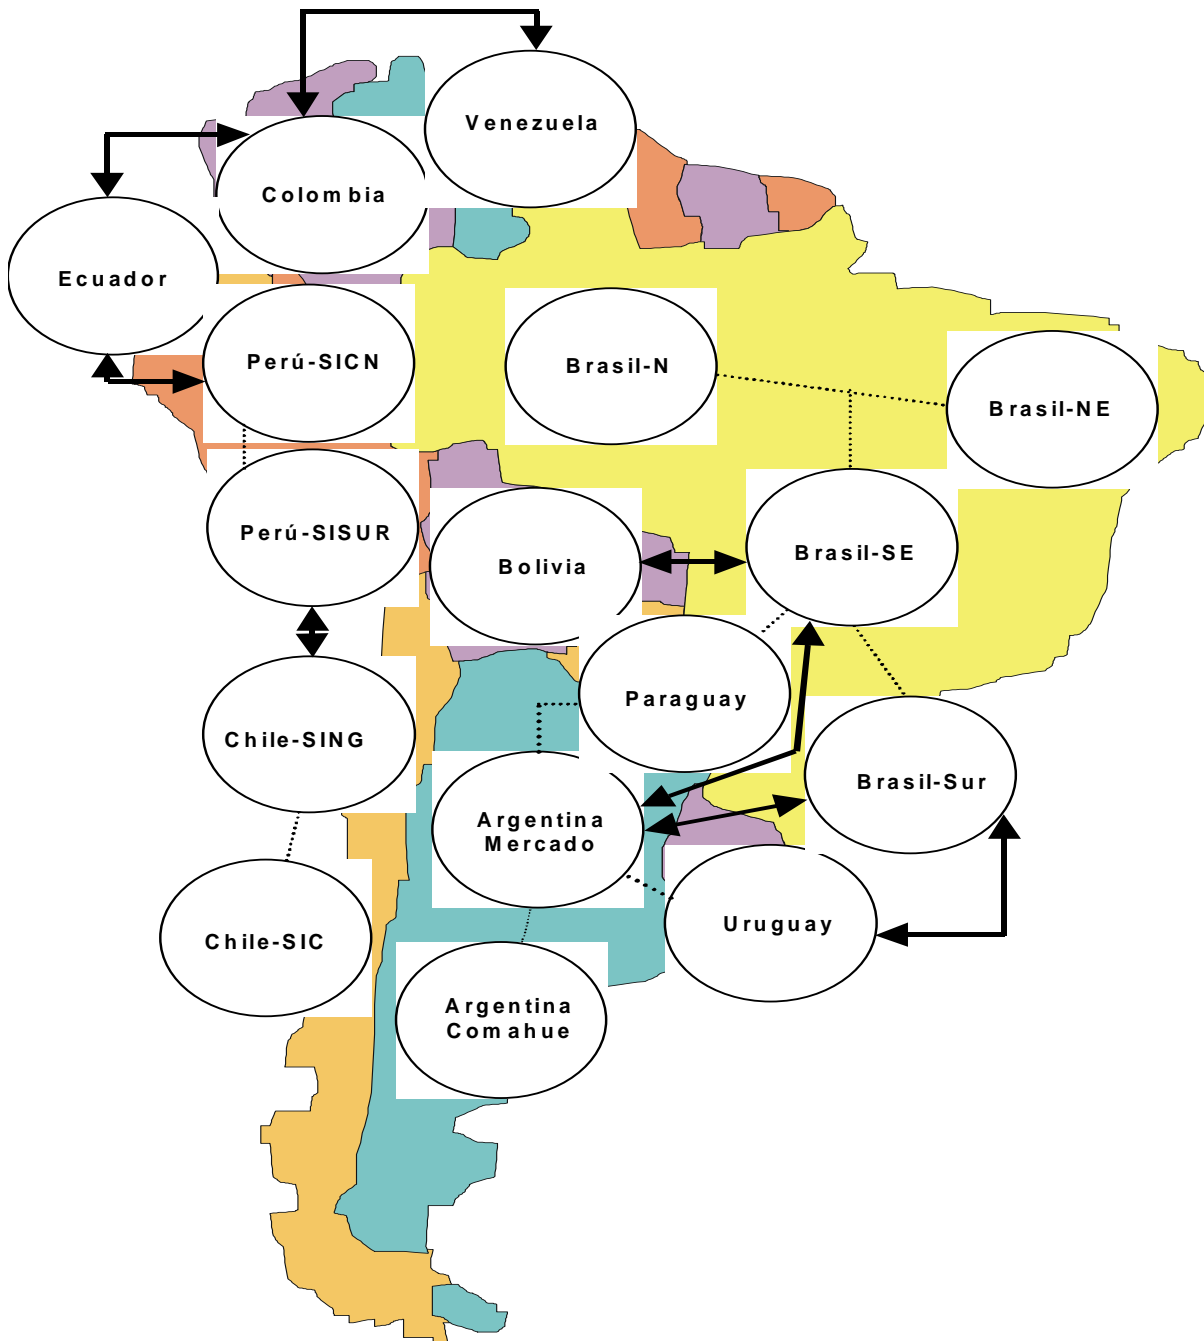 Venezuela
Colombia
Ecuador
Perú-SICN
Brasil-N
Brasil-NE
Perú-SISUR
Bolivia
Brasil-SE
Paraguay
Chile-SING
Brasil-Sur
Argentina
Mercado
Uruguay
Chile-SIC
Argentina
Comahue